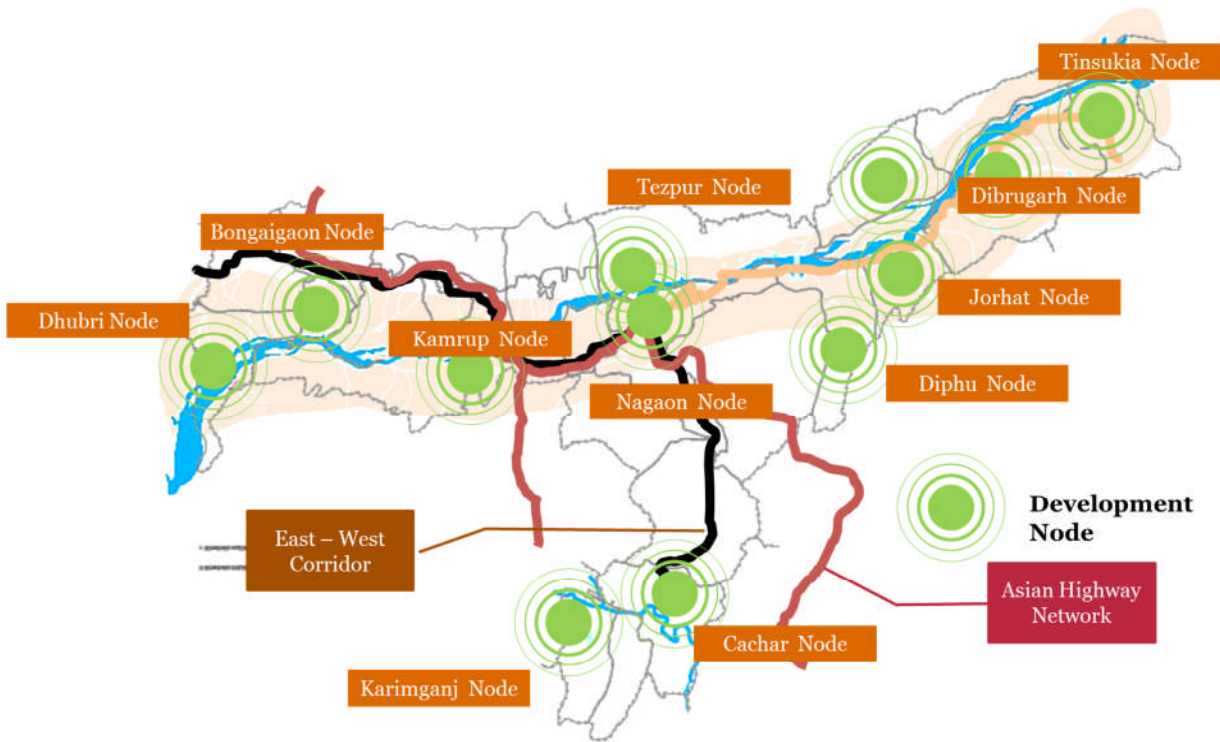 Tinsukia Node
Tezpur Node
Dibrugarh Node
Bongaigaon Node
Jorhat Node
Dhubri Node
Kamrup Node
Diphu Node
Nagaon Node
Development
Node
East – West
Corridor
Asian Highway
Network
Cachar Node
Karimganj Node